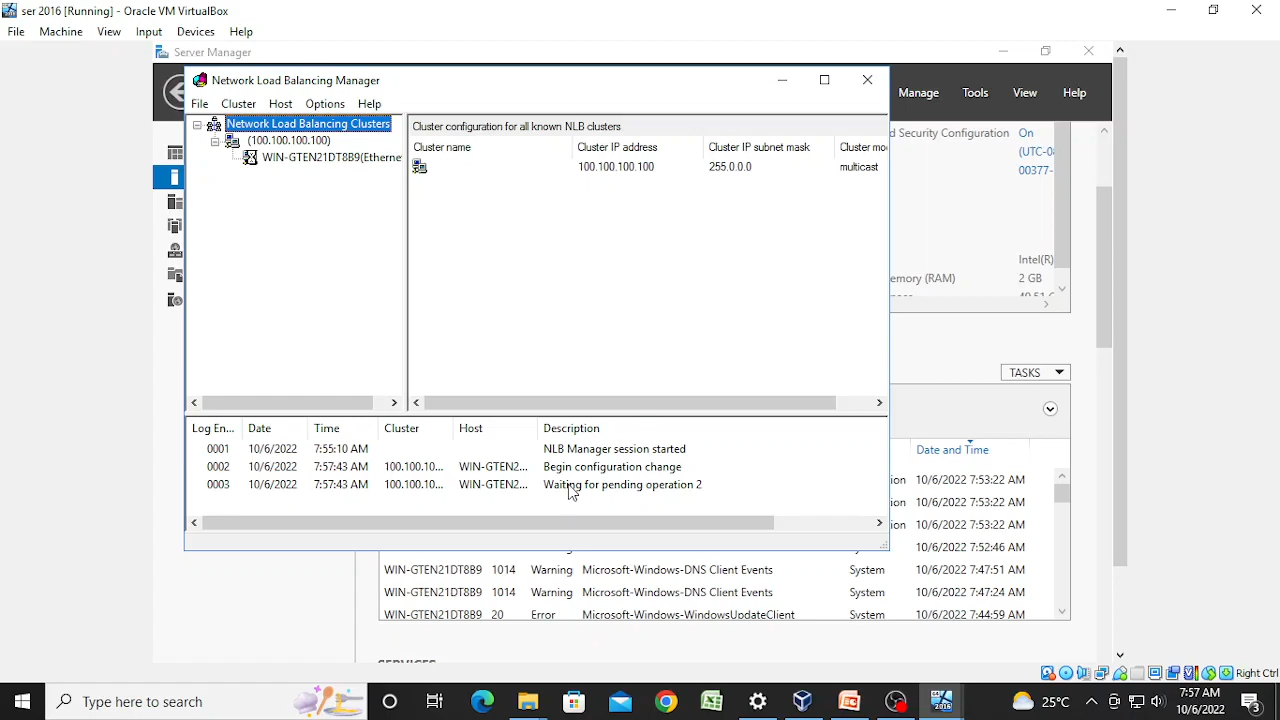 ser 2016 [Running] - Oracle VM VirtualBox
File Machine View Input Devices Help
Server Manager
Manage Tools View Help
Network Load Balancing Manager
File Cluster Host Options Help
Network Load Balancing Clusters
(100.100.100.100)
WIN-GTEN21DT8B9(Etherne
Cluster configuration for all known NLB clusters
Cluster name Cluster IP address Cluster IP subnet mask Cluster mo
100.100.100.100 255.0.0.0 multicast
d Security Configuration On
(UTC-08
00377-
Intel(R)
emory (RAM) 2 GB
TASKS
Log En... Date Time Cluster Host Description
0001 10/6/2022 7:55:10 AM NLB Manager session started
0002 10/6/2022 7:57:43 AM 100.100.10... WIN-GTEN2... Begin configuration change
0003 10/6/2022 7:57:43 AM 100.100.10... WIN-GTEN2... Waiting for pending operation 2
Date and Time
ion 10/6/2022 7:53:22 AM
ion 10/6/2022 7:53:22 AM
ion 10/6/2022 7:53:22 AM
10/6/2022 7:52:46 AM
WIN-GTEN21DT8B9 1014 Warning Microsoft-Windows-DNS Client Events System 10/6/2022 7:47:51 AM
WIN-GTEN21DT8B9 1014 Warning Microsoft-Windows-DNS Client Events System 10/6/2022 7:47:24 AM
WIN-GTEN21DT8B9 20 Error Microsoft-Windows-WindowsUpdateClient System 10/6/2022 7:44:59 AM
SERVICES
Right Ctrl
Type here to search
2016
25°C
7:57 AM
10/6/2022